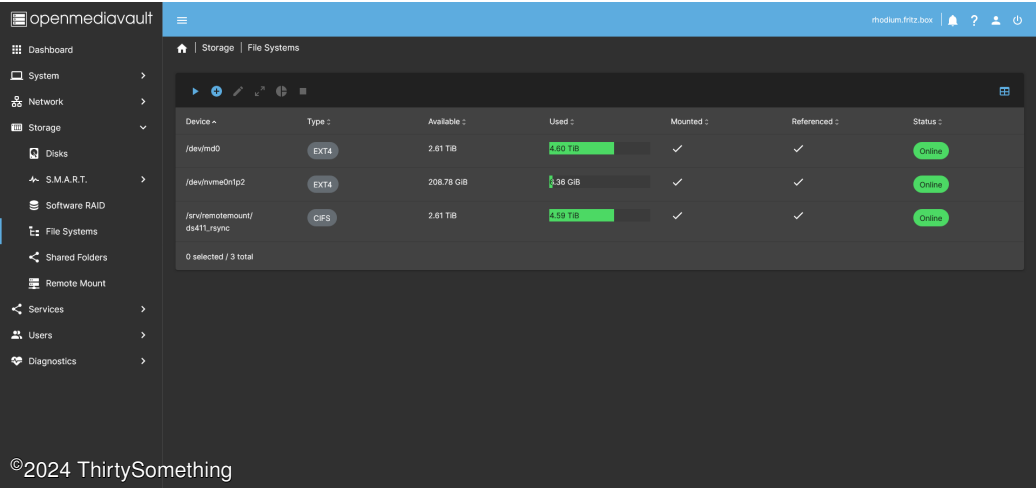 openmediavault
rhodium.fritz.box
Dashboard
System
Network
Storage
Disks
S.M.A.R.T.
Software RAID
File Systems
Shared Folders
Remote Mount
Services
Users
Diagnostics
Storage | File Systems
Device Type Available Used Mounted Referenced Status
/dev/md0 EXT4 2.61 TiB 4.60 TiB Online
/dev/nvme0n1p2 EXT4 208.78 GiB Online
/srv/remotemount/
ds411_rsync CIFS 2.61 TiB 4.59 TiB Online
0 selected / 3 total
©2024 ThirtySomething